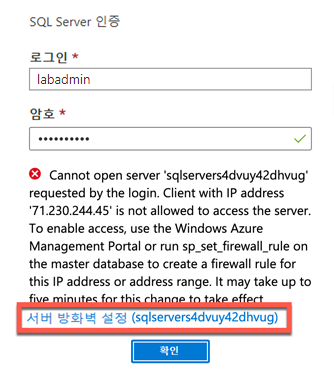 SQL Server 인증
로그인 *
labadmin
암호 *
••••••••••
Cannot open server 'sqlservers4dvuy42dhvug'
requested by the login. Client with IP address
'71.230.244.45' is not allowed to access the server.
To enable access, use the Windows Azure
Management Portal or run sp_set_firewall_rule on
the master database to create a firewall rule for
this IP address or address range. It may take up to
five minutes for this change to take effect.
서버 방화벽 설정 (sqlservers4dvuy42dhvug)
확인